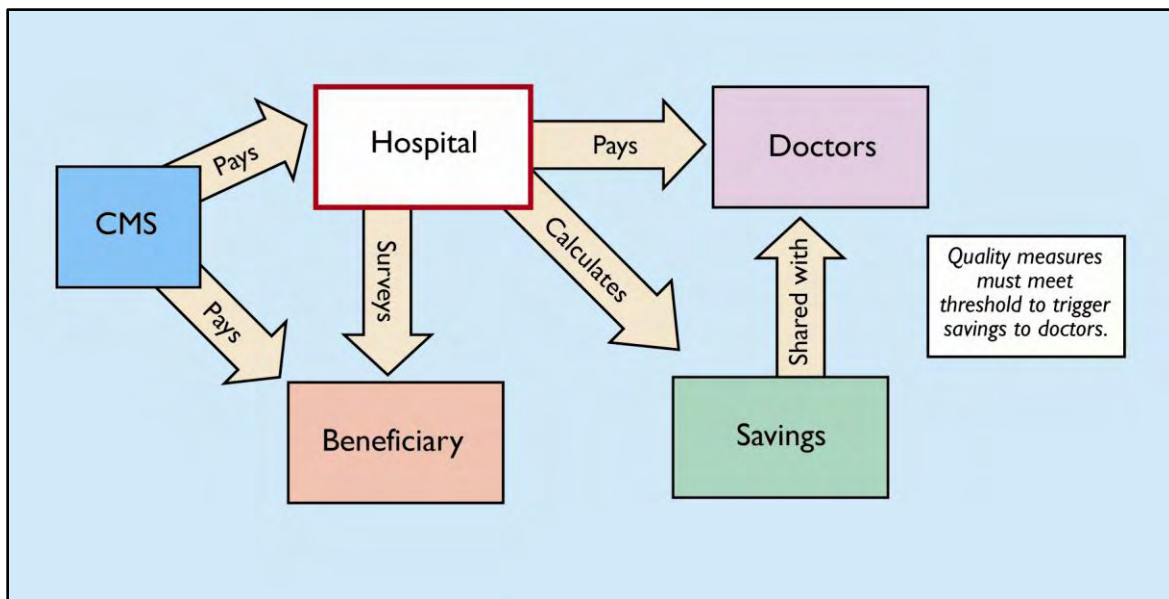 Hospital
Pays
Doctors
Pays
CMS
Surveys
Calculates
Pays
Shared with
Quality measures
must meet
threshold to trigger
savings to doctors.
Beneficiary
Savings